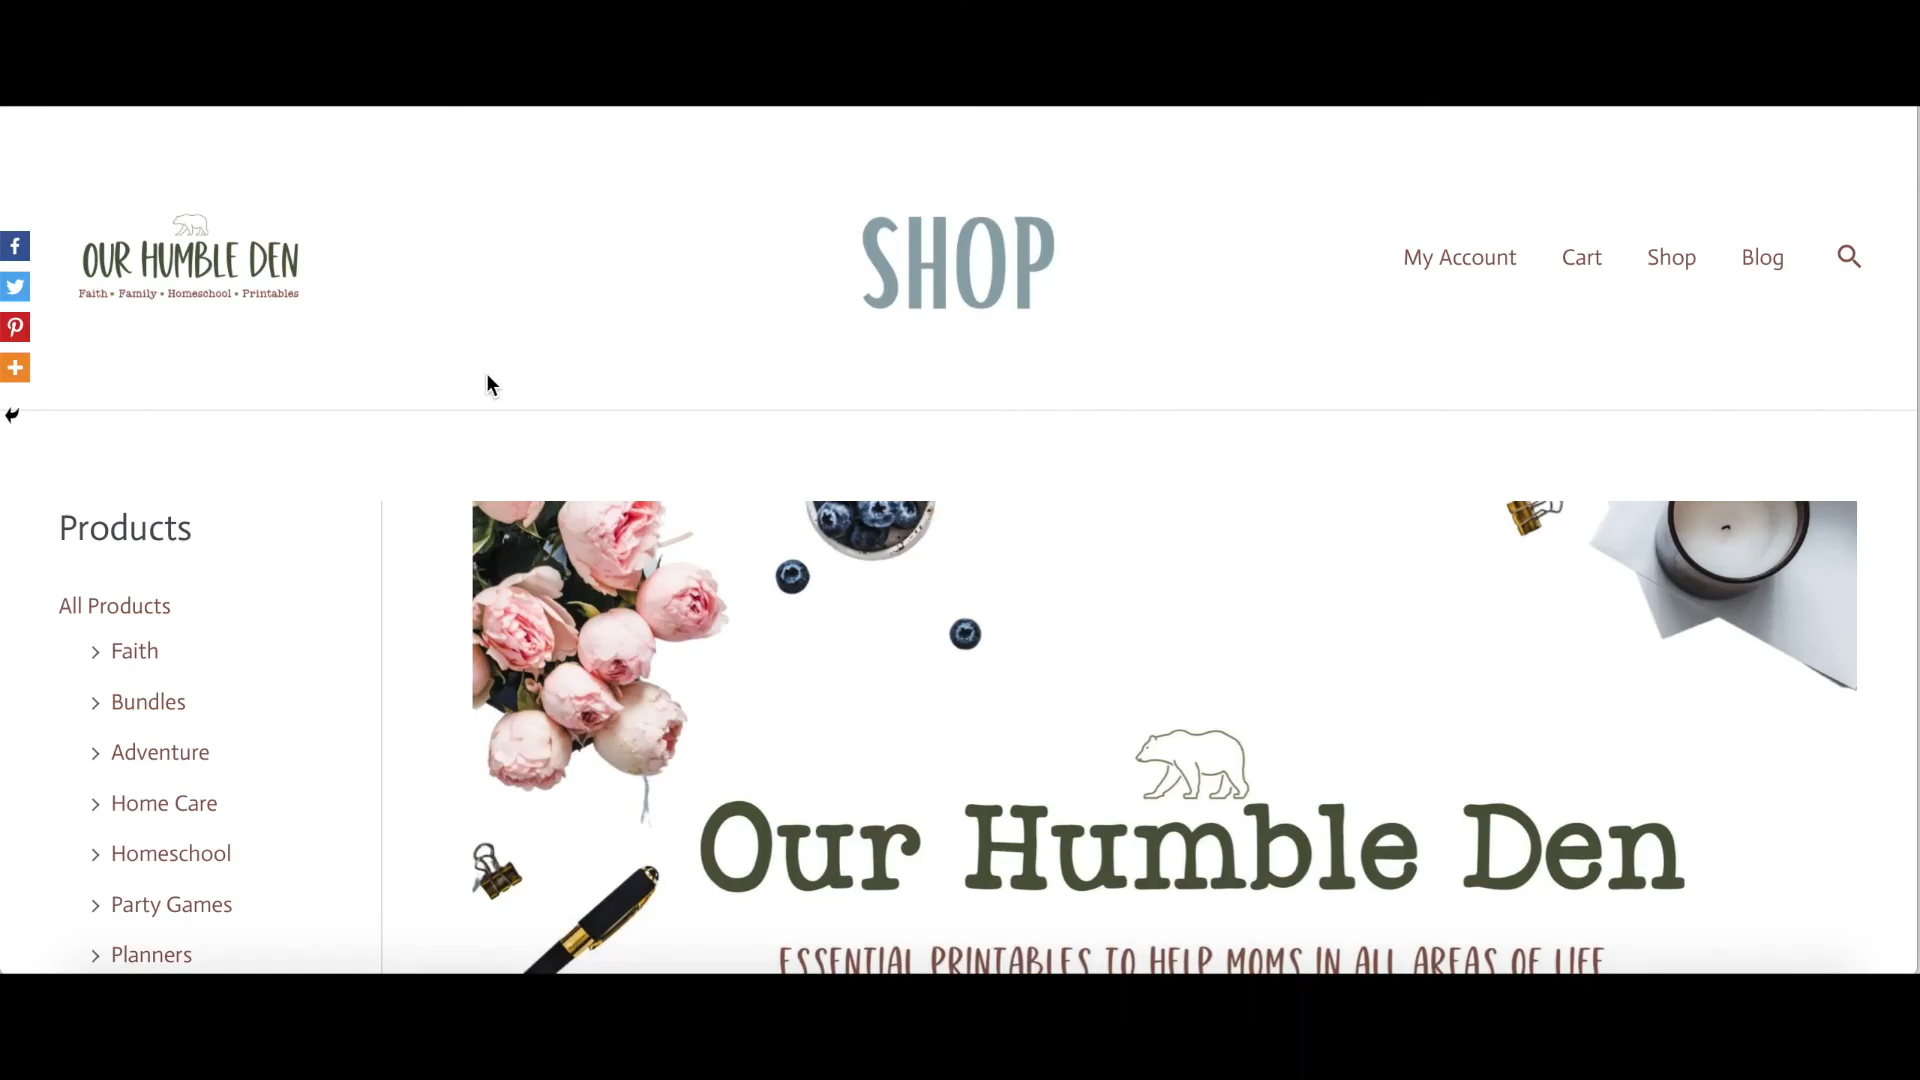 OUR HUMBLE DEN
Faith • Family • Homeschool • Printables
SHOP
My Account
Cart
Shop
Blog
Products
All Products
Faith
Bundles
Adventure
Home Care
Homeschool
Party Games
Planners
Our Humble Den
ESSENTIAL PRINTABLES TO HELP MOMS IN ALL AREAS OF LIFE